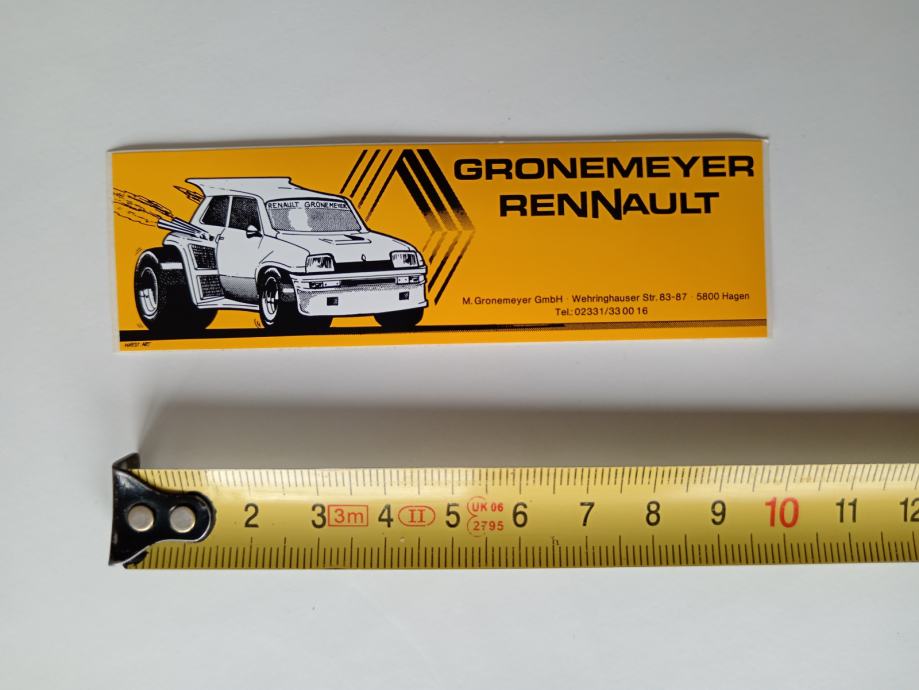 GRONEMEYER
RENNAULT
RENAULT GRONEMEYER
M. Gronemeyer GmbH · Wehringhauser Str. 83-87 · 5800 Hagen
Tel.: 02331/33 00 16
2 3 3m 4 II 5 UK 06 2795 6 7 8 9 10 11 12